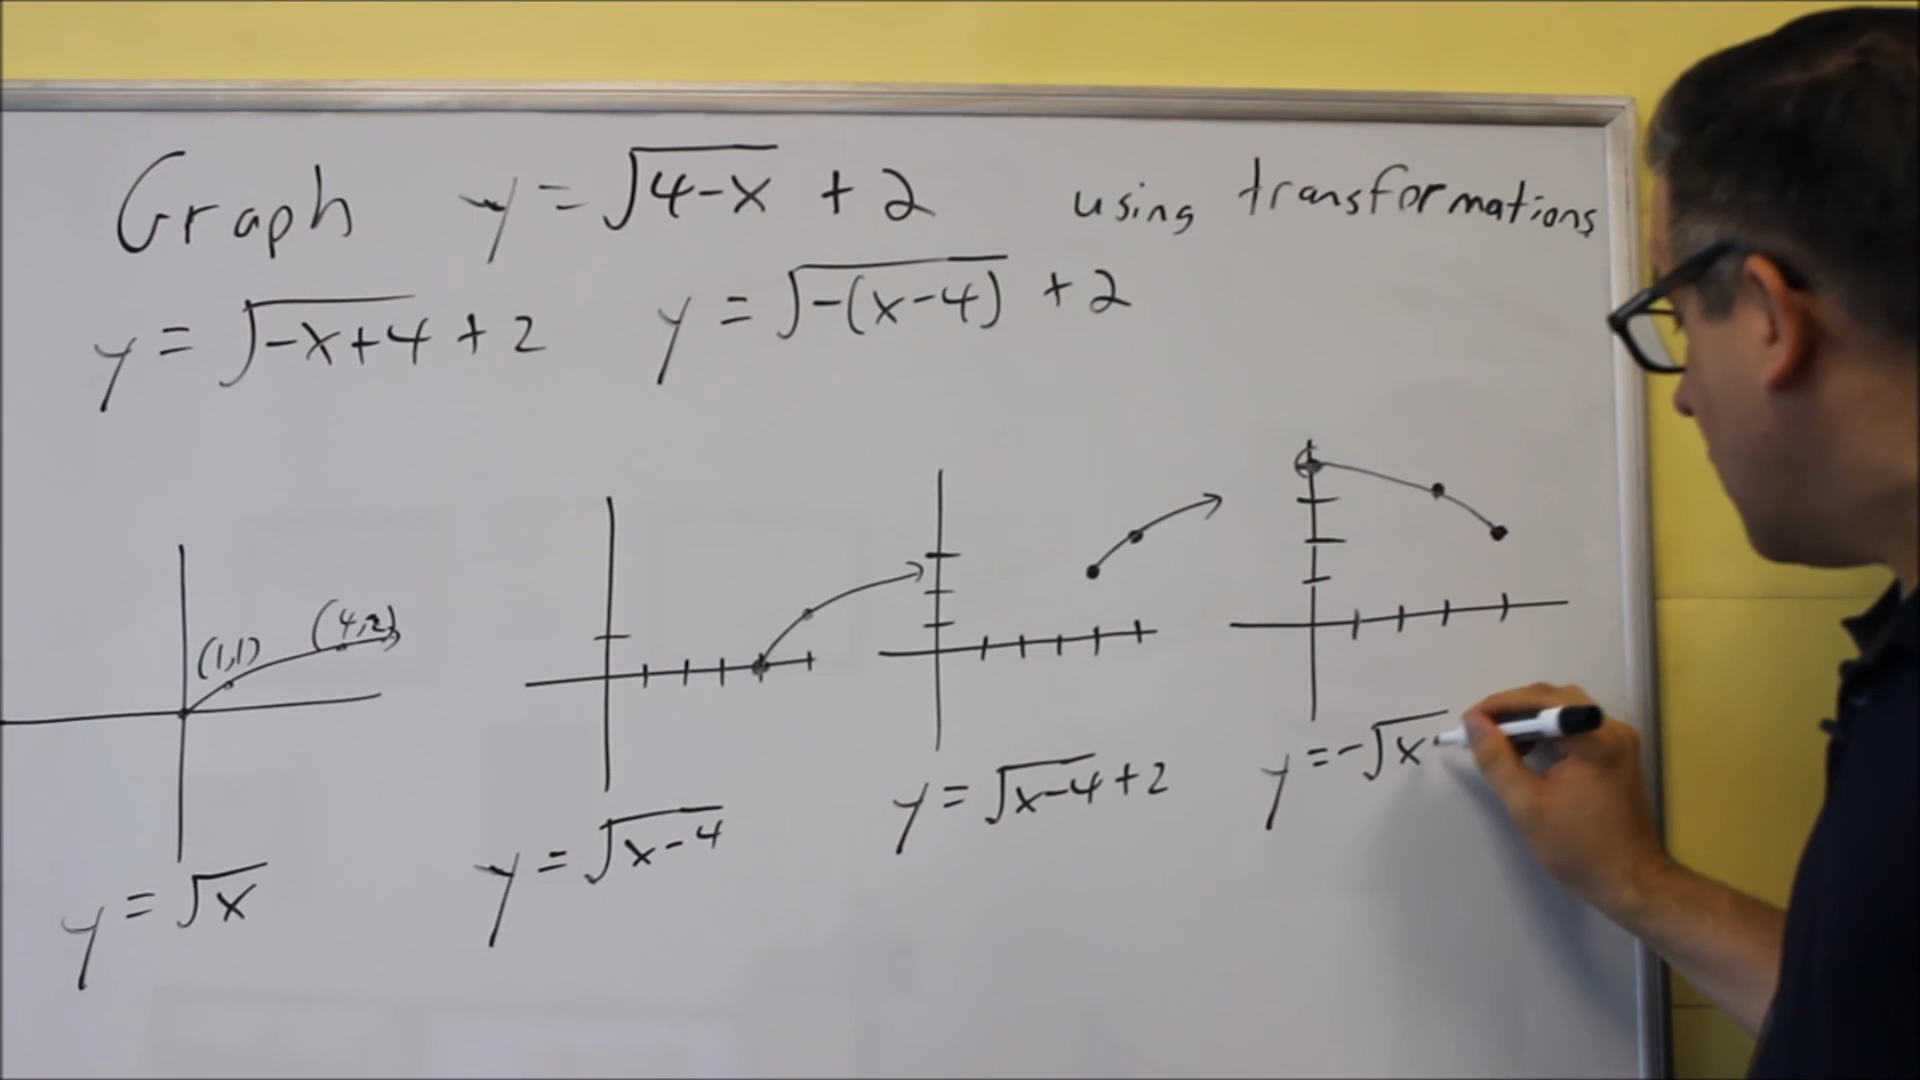 Graph y = √4-x + 2 using transformations
y = √-x+4 + 2 y = √-(x-4) + 2
(1,1) (4,2)
y = √x
y = √x-4
y = √x-4 + 2
y = -√x-